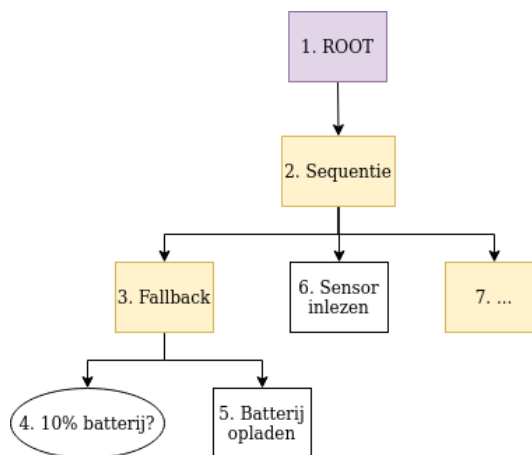 1. ROOT
2. Sequentie
3. Fallback
6. Sensor
inlezen
7. ...
4. 10% batterij?
5. Batterij
opladen